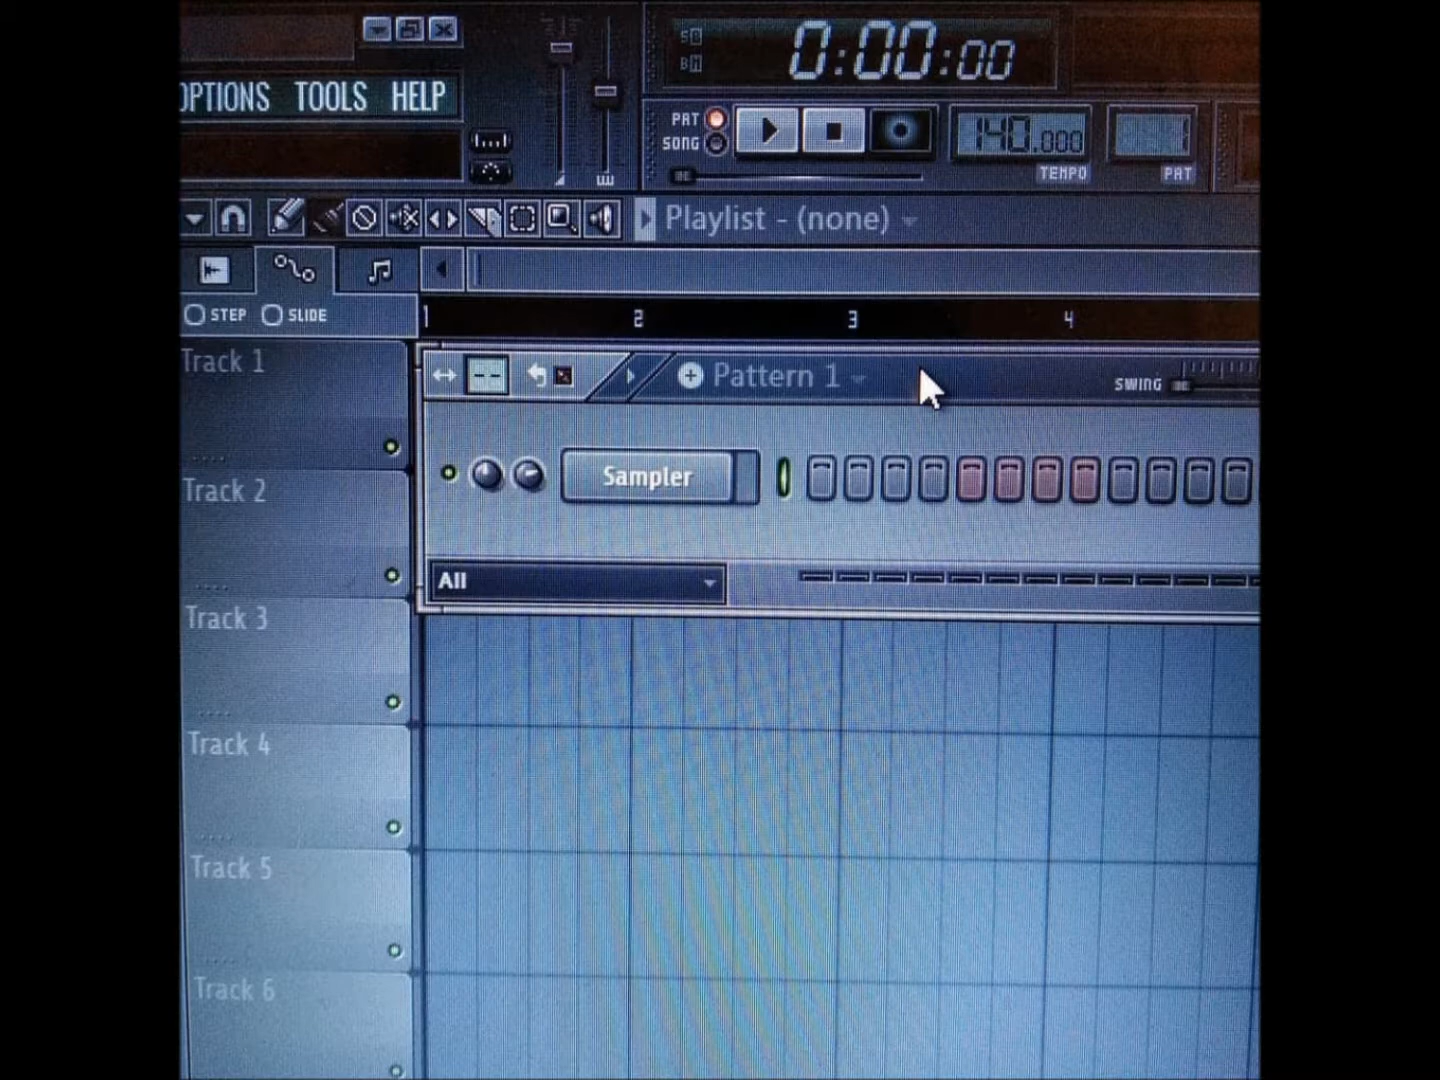 0:00:00
OPTIONS TOOLS HELP
PAT
SONG
140.000
TEMPO
PAT
Playlist - (none)
STEP SLIDE
1 2 3 4
Track 1
Pattern 1
SWING
Sampler
Track 2
All
Track 3
Track 4
Track 5
Track 6